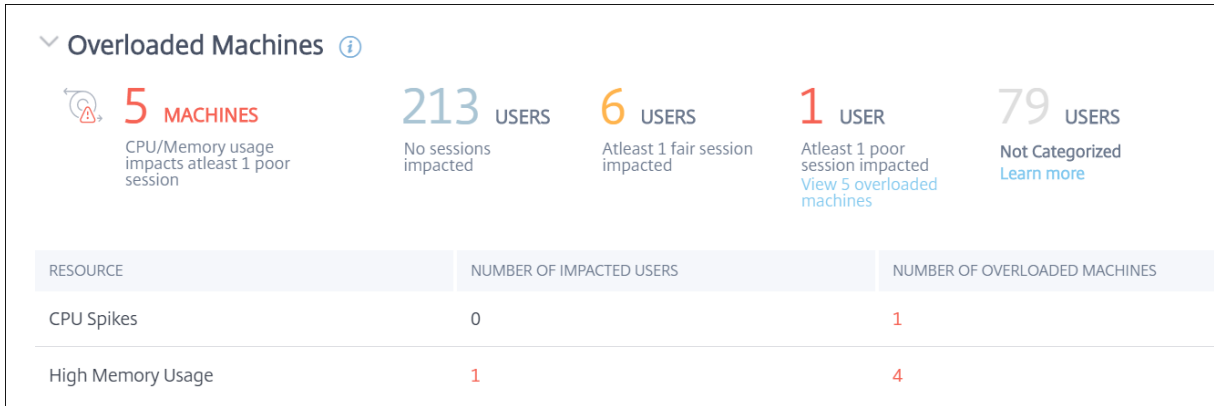 Overloaded Machines
5 MACHINES
CPU/Memory usage
impacts atleast 1 poor
session
213 USERS
No sessions
impacted
6 USERS
Atleast 1 fair session
impacted
1 USER
Atleast 1 poor
session impacted
View 5 overloaded
machines
79 USERS
Not Categorized
Learn more
RESOURCE NUMBER OF IMPACTED USERS NUMBER OF OVERLOADED MACHINES
CPU Spikes 0 1
High Memory Usage 1 4